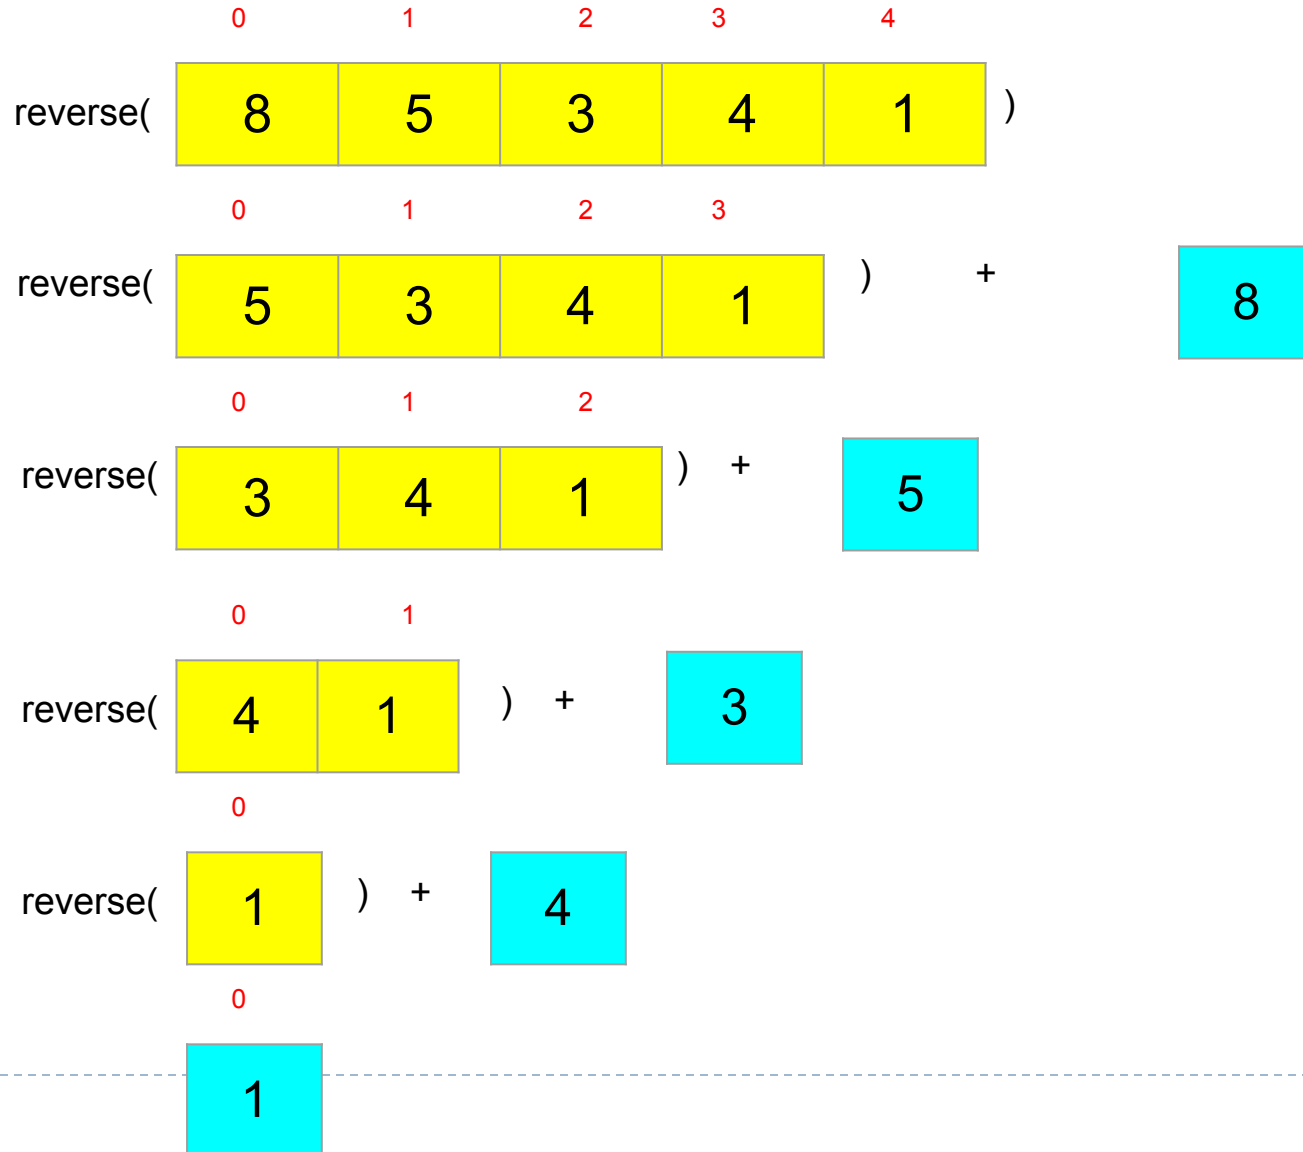 0 1 2 3 4
reverse( 8 5 3 4 1 )
0 1 2 3
reverse( 5 3 4 1 ) + 8
0 1 2
reverse( 3 4 1 ) + 5
0 1
reverse( 4 1 ) + 3
0
reverse( 1 ) + 4
0
1